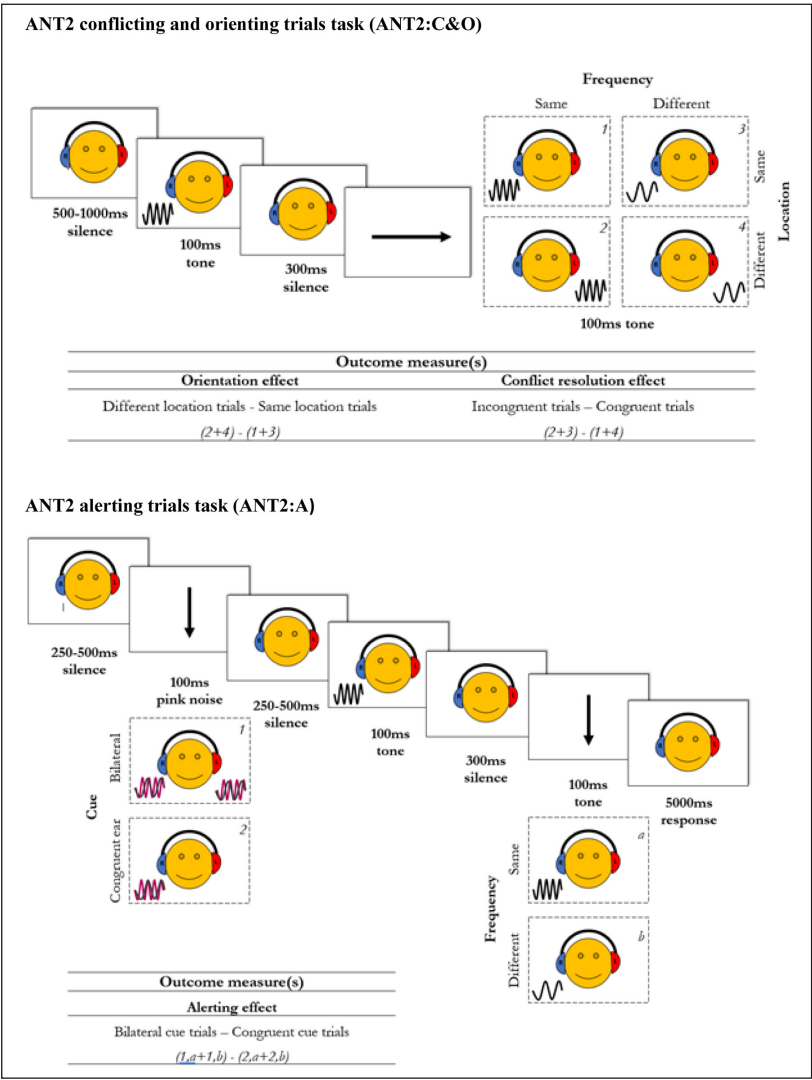 ANT2 conflicting and orienting trials task (ANT2:C&O)
Frequency
Same Different
R L
500-1000ms
silence
R L
100ms
tone
R L
300ms
silence
R L 1
R L 3
Same
R L 2
R L 4
Different
Location
100ms tone
Outcome measure(s)
Orientation effect Conflict resolution effect
Different location trials - Same location trials Incongruent trials – Congruent trials
(2+4) - (1+3) (2+3) - (1+4)
ANT2 alerting trials task (ANT2:A)
R L
250-500ms
silence
100ms
pink noise
R L
250-500ms
silence
R L
100ms
tone
R L
300ms
silence
100ms
tone
R L
5000ms
response
Cue
Bilateral
R L 1
Congruent ear
R L 2
Frequency
Same
R L a
Different
R L b
Outcome measure(s)
Alerting effect
Bilateral cue trials – Congruent cue trials
(1,a+1,b) - (2,a+2,b)